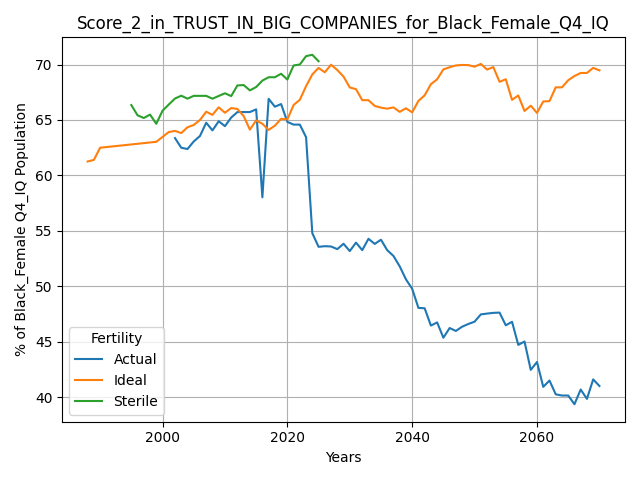 Score_2_in_TRUST_IN_BIG_COMPANIES_for_Black_Female_Q4_IQ
% of Black_Female Q4_IQ Population
70
65
60
55
50
45
40
Fertility
Actual
Ideal
Sterile
2000
2020
2040
2060
Years